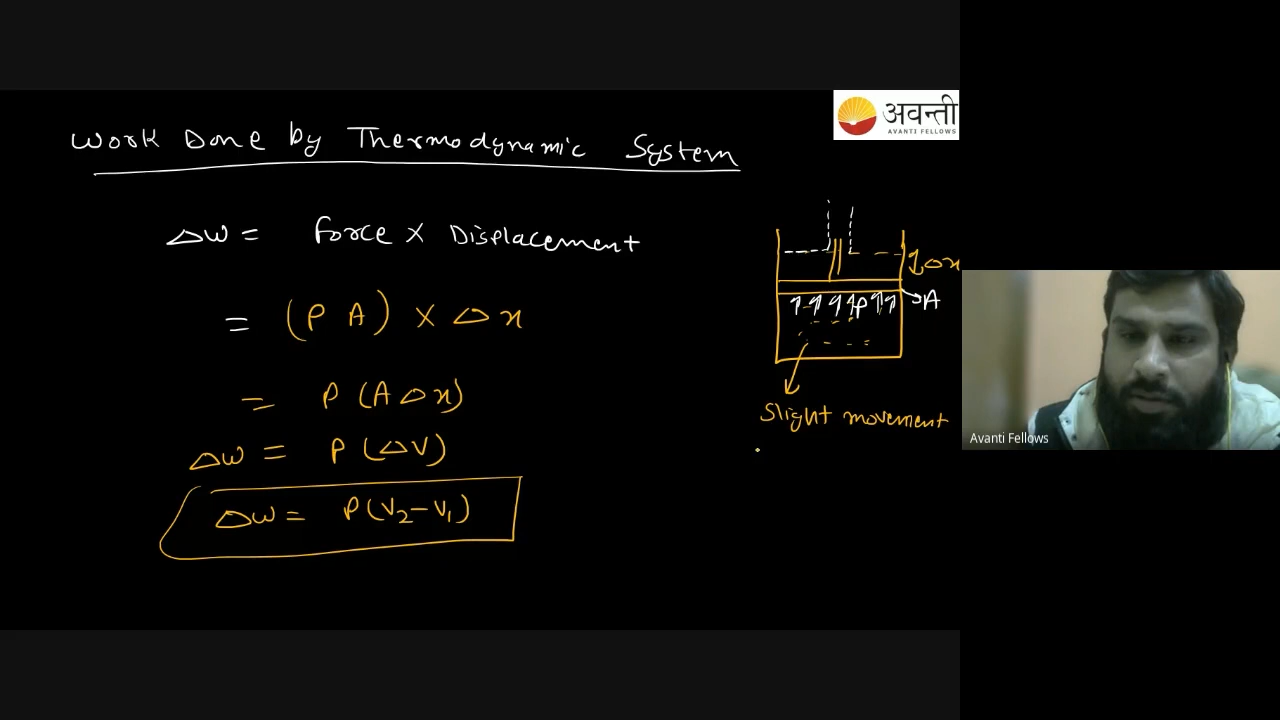 Work Done by Thermodynamic System
अवन्ती
AVANTI FELLOWS
Δw = Force × Displacement
= (P A) × Δx
= P (A Δx)
Δw = P (ΔV)
Δw = P(V₂-V₁)
Δx
P
A
Slight movement
Avanti Fellows